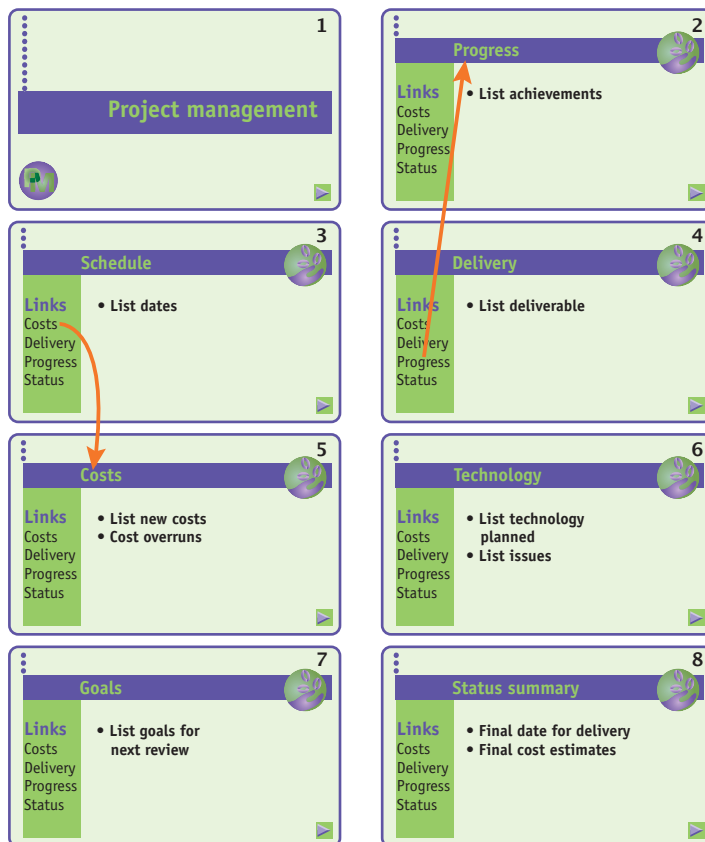 1
Project management
PM
2
Progress
Links
Costs
Delivery
Progress
Status
• List achievements
3
Schedule
Links
Costs
Delivery
Progress
Status
• List dates
4
Delivery
Links
Costs
Delivery
Progress
Status
• List deliverable
5
Costs
Links
Costs
Delivery
Progress
Status
• List new costs
• Cost overruns
6
Technology
Links
Costs
Delivery
Progress
Status
• List technology
planned
• List issues
7
Goals
Links
Costs
Delivery
Progress
Status
• List goals for
next review
8
Status summary
Links
Costs
Delivery
Progress
Status
• Final date for delivery
• Final cost estimates